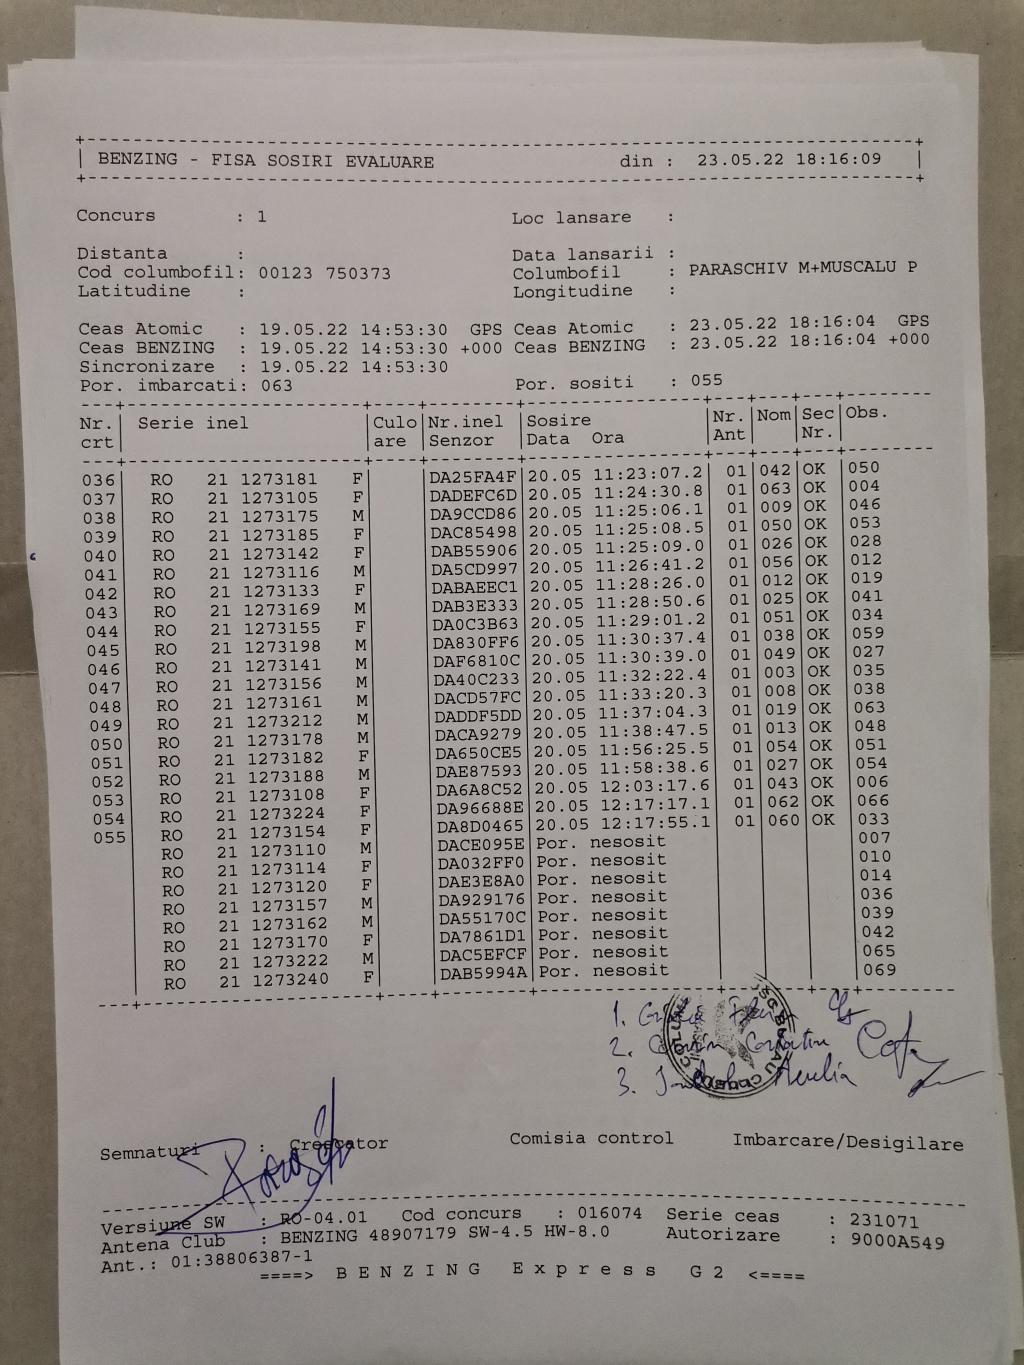 BENZING - FISA SOSIRI EVALUARE din : 23.05.22 18:16:09
Concurs : 1 Loc lansare :
Distanta : Data lansarii :
Cod columbofil: 00123 750373 Columbofil : PARASCHIV M+MUSCALU P
Latitudine : Longitudine :
Ceas Atomic : 19.05.22 14:53:30 GPS Ceas Atomic : 23.05.22 18:16:04 GPS
Ceas BENZING : 19.05.22 14:53:30 +000 Ceas BENZING : 23.05.22 18:16:04 +000
Sincronizare : 19.05.22 14:53:30
Por. imbarcati: 063 Por. sositi : 055
Nr. Serie inel Culo Nr.inel Sosire Nr. Nom Sec Obs.
crt are Senzor Data Ora Ant Nr.
036 RO 21 1273181 F DA25FA4F 20.05 11:23:07.2 01 042 OK 050
037 RO 21 1273105 F DADEFC6D 20.05 11:24:30.8 01 063 OK 004
038 RO 21 1273175 M DA9CCD86 20.05 11:25:06.1 01 009 OK 046
039 RO 21 1273185 F DAC85498 20.05 11:25:08.5 01 050 OK 053
040 RO 21 1273142 F DAB55906 20.05 11:25:09.0 01 026 OK 028
041 RO 21 1273116 M DA5CD997 20.05 11:26:41.2 01 056 OK 012
042 RO 21 1273133 F DABAEEC1 20.05 11:28:26.0 01 012 OK 019
043 RO 21 1273169 M DAB3E333 20.05 11:28:50.6 01 025 OK 041
044 RO 21 1273155 F DA0C3B63 20.05 11:29:01.2 01 051 OK 034
045 RO 21 1273198 M DA830FF6 20.05 11:30:37.4 01 038 OK 059
046 RO 21 1273141 M DAF6810C 20.05 11:30:39.0 01 049 OK 027
047 RO 21 1273156 M DA40C233 20.05 11:32:22.4 01 003 OK 035
048 RO 21 1273161 M DACD57FC 20.05 11:33:20.3 01 008 OK 038
049 RO 21 1273212 M DADDF5DD 20.05 11:37:04.3 01 019 OK 063
050 RO 21 1273178 M DACA9279 20.05 11:38:47.5 01 013 OK 048
051 RO 21 1273182 F DA650CE5 20.05 11:56:25.5 01 054 OK 051
052 RO 21 1273188 M DAE87593 20.05 11:58:38.6 01 027 OK 054
053 RO 21 1273108 F DA6A8C52 20.05 12:03:17.6 01 043 OK 006
054 RO 21 1273224 F DA96688E 20.05 12:17:17.1 01 062 OK 066
055 RO 21 1273154 F DA8D0465 20.05 12:17:55.1 01 060 OK 033
RO 21 1273110 M DACE095E Por. nesosit 007
RO 21 1273114 F DA032FF0 Por. nesosit 010
RO 21 1273120 F DAE3E8A0 Por. nesosit 014
RO 21 1273157 M DA929176 Por. nesosit 036
RO 21 1273162 M DA55170C Por. nesosit 039
RO 21 1273170 F DA7861D1 Por. nesosit 042
RO 21 1273222 M DAC5EFCF Por. nesosit 065
RO 21 1273240 F DAB5994A Por. nesosit 069
1.
2.
3. Aurelia
Semnaturi : Crescator Comisia control Imbarcare/Desigilare
Versiune SW : RO-04.01 Cod concurs : 016074 Serie ceas : 231071
Antena Club : BENZING 48907179 SW-4.5 HW-8.0 Autorizare : 9000A549
Ant.: 01:38806387-1
====> B E N Z I N G E x p r e s s G 2 <====